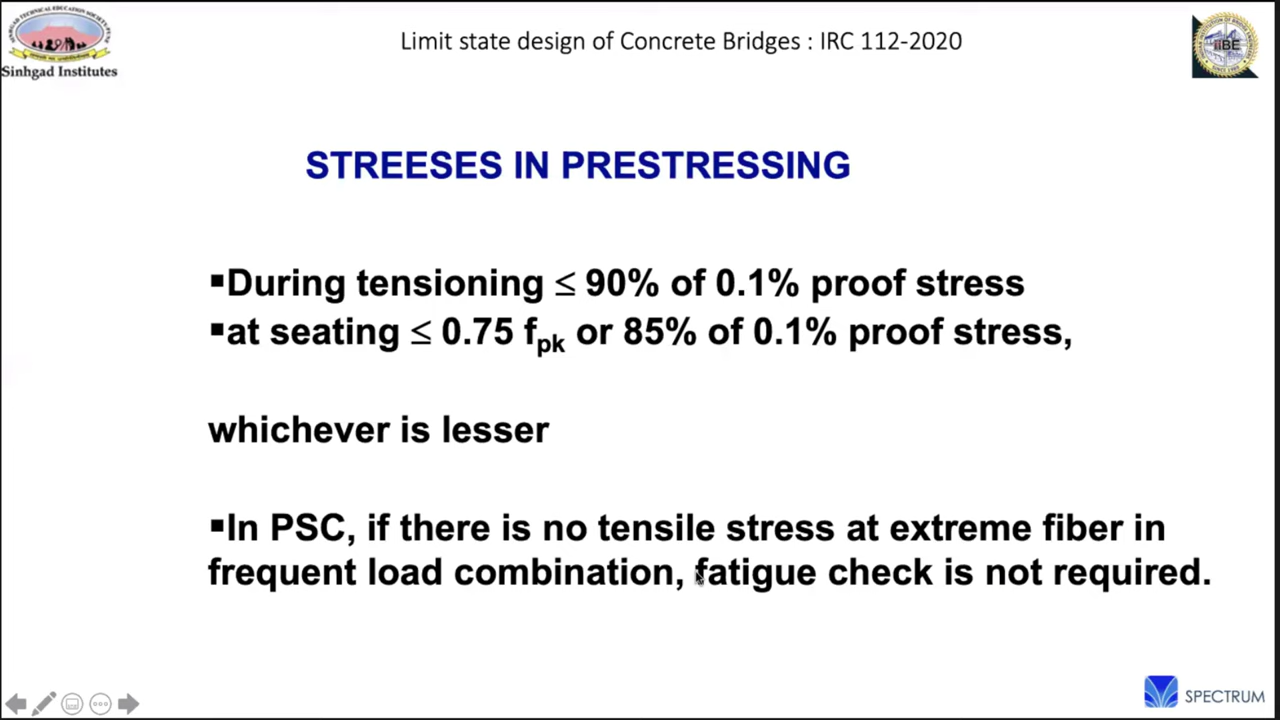 Limit state design of Concrete Bridges : IRC 112-2020
Sinhgad Institutes
IIBE
STREESES IN PRESTRESSING
▪During tensioning ≤ 90% of 0.1% proof stress
▪at seating ≤ 0.75 fpk or 85% of 0.1% proof stress,
whichever is lesser
▪In PSC, if there is no tensile stress at extreme fiber in
frequent load combination, fatigue check is not required.
SPECTRUM